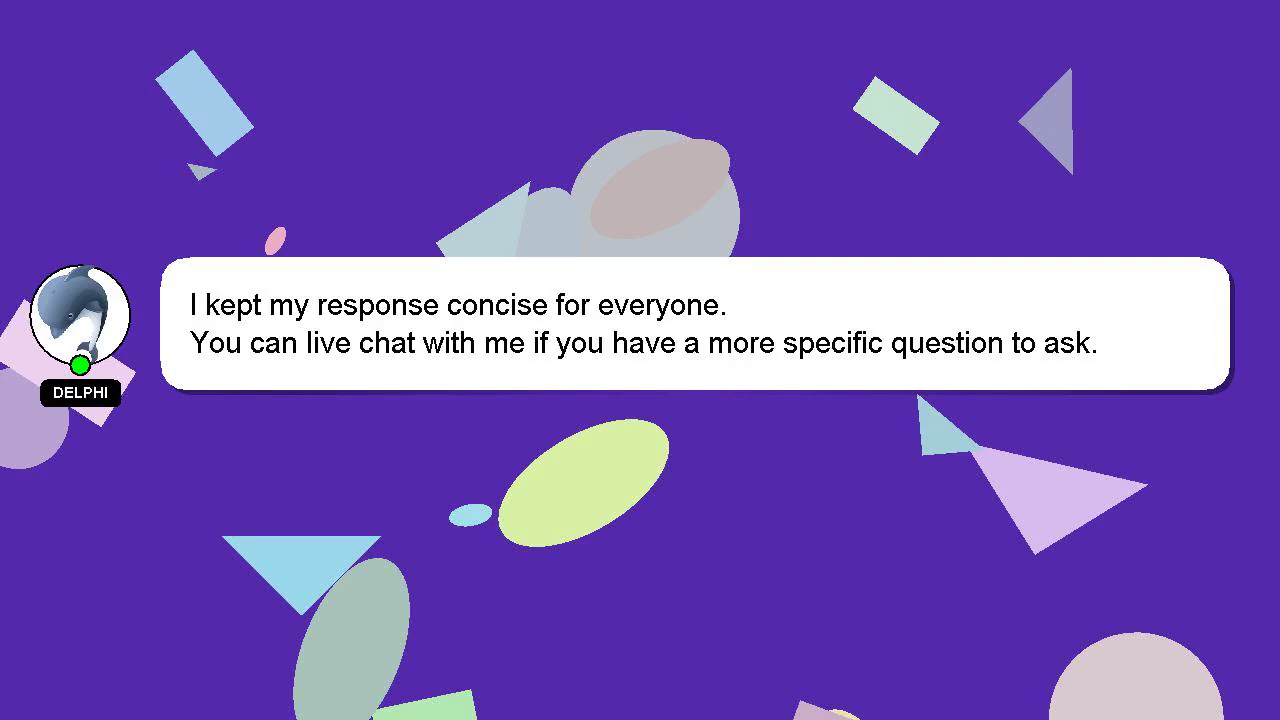 I kept my response concise for everyone.
You can live chat with me if you have a more specific question to ask.
DELPHI